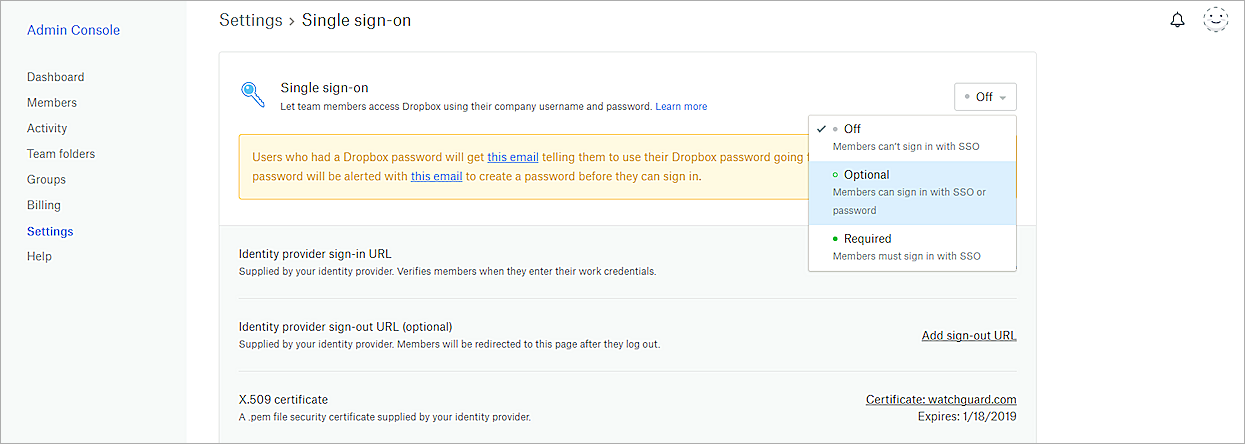 Admin Console
Dashboard
Members
Activity
Team folders
Groups
Billing
Settings
Help
Settings › Single sign-on
Single sign-on
Let team members access Dropbox using their company username and password. Learn more
Off
Users who had a Dropbox password will get this email telling them to use their Dropbox password going
password will be alerted with this email to create a password before they can sign in.
Off
Members can't sign in with SSO
Optional
Members can sign in with SSO or
password
Required
Members must sign in with SSO
Identity provider sign-in URL
Supplied by your identity provider. Verifies members when they enter their work credentials.
Identity provider sign-out URL (optional)
Supplied by your identity provider. Members will be redirected to this page after they log out.
Add sign-out URL
X.509 certificate
A .pem file security certificate supplied by your identity provider.
Certificate: watchguard.com
Expires: 1/18/2019